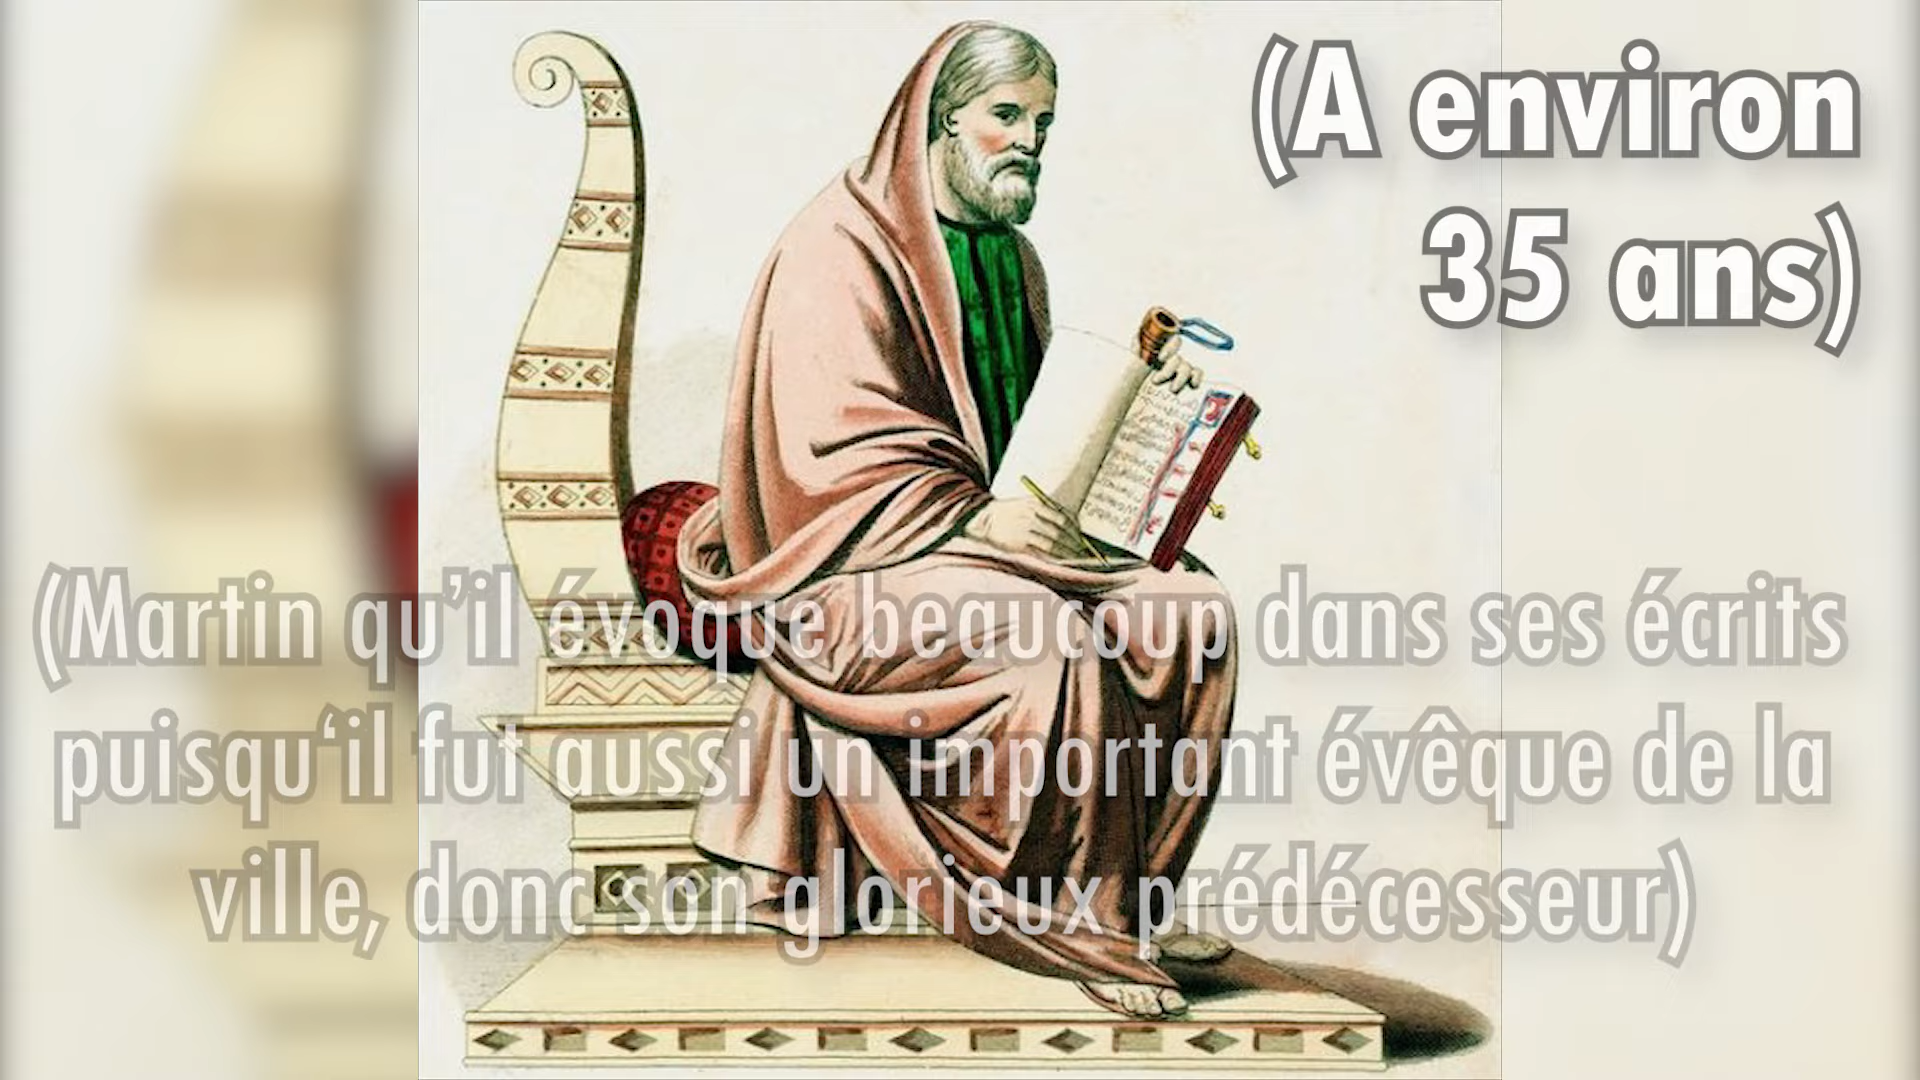 (A environ
35 ans)
(Martin qu’il évoque beaucoup dans ses écrits
puisqu‘il fut aussi un important évêque de la
ville, donc son glorieux prédécesseur)